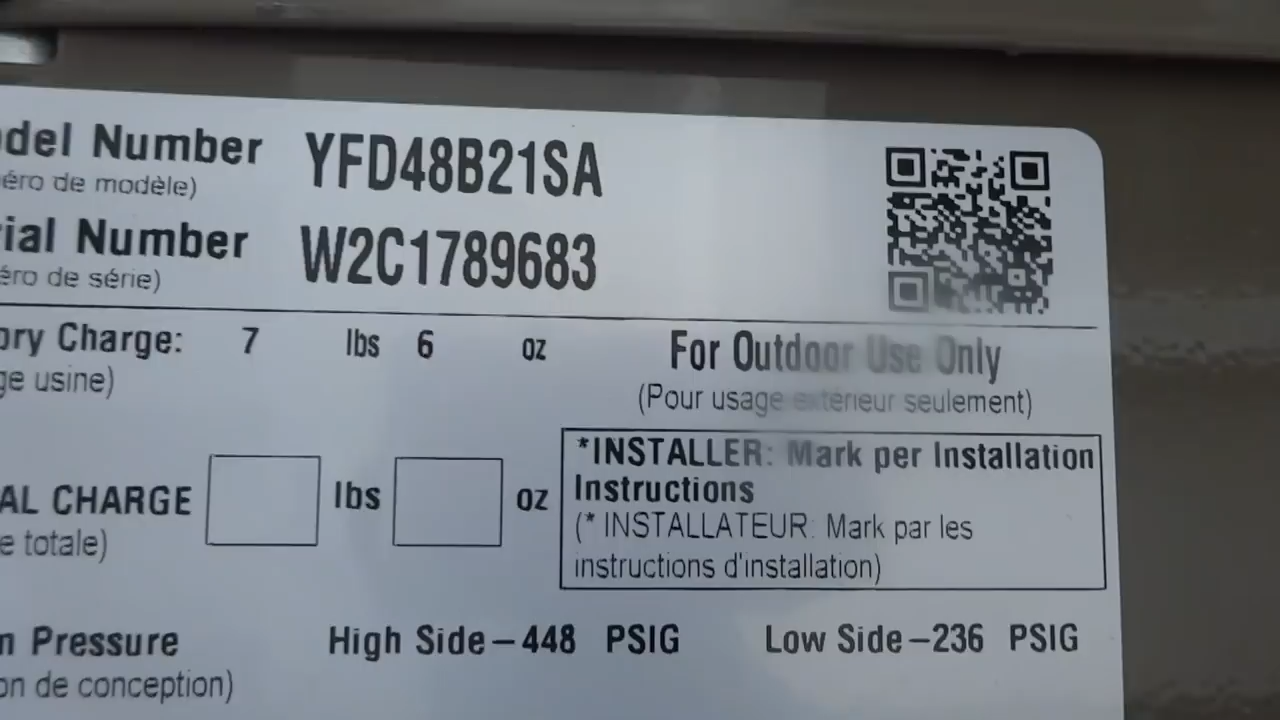 del Number YFD48B21SA
éro de modèle)
rial Number W2C1789683
éro de série)
ory Charge: 7 lbs 6 oz
ge usine)
For Outdoor Use Only
(Pour usage extérieur seulement)
AL CHARGE lbs oz
e totale)
*INSTALLER: Mark per Installation
Instructions
(* INSTALLATEUR: Mark par les
instructions d'installation)
n Pressure High Side-448 PSIG Low Side-236 PSIG
on de conception)